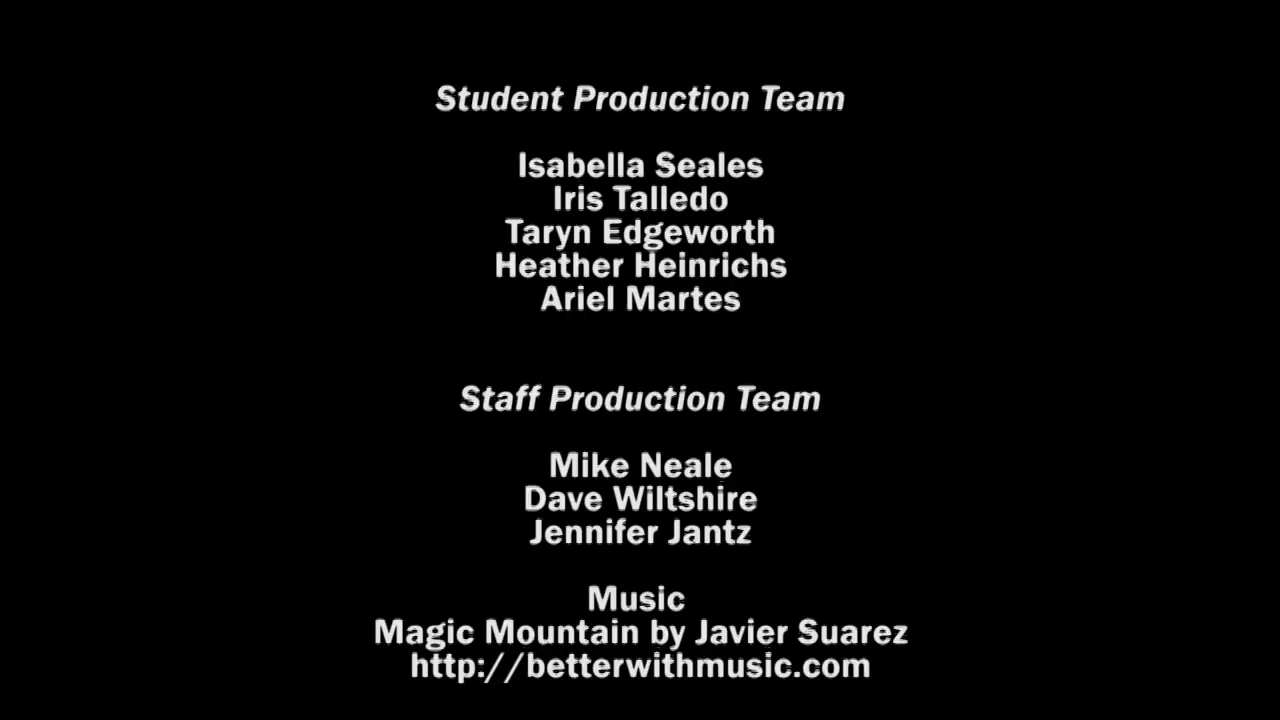 Student Production Team
Isabella Seales
Iris Talledo
Taryn Edgeworth
Heather Heinrichs
Ariel Martes
Staff Production Team
Mike Neale
Dave Wiltshire
Jennifer Jantz
Music
Magic Mountain by Javier Suarez
http://betterwithmusic.com